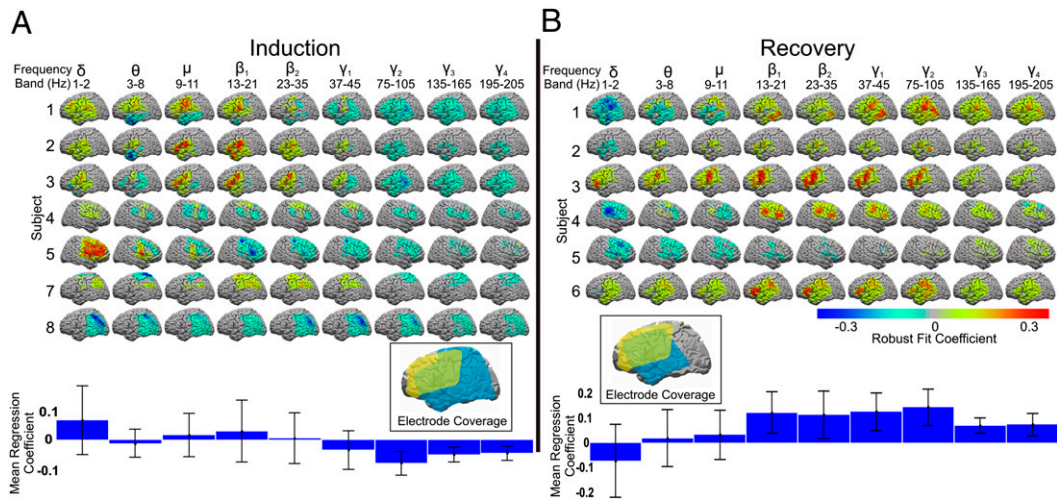 A
Induction
Frequency δ θ μ β1 β2 γ1 γ2 γ3 γ4
Band (Hz) 1-2 3-8 9-11 13-21 23-35 37-45 75-105 135-165 195-205
Subject
1
2
3
4
5
7
8
Electrode Coverage
Mean Regression
Coefficient
0.1
0
-0.1
B
Recovery
Frequency δ θ μ β1 β2 γ1 γ2 γ3 γ4
Band (Hz) 1-2 3-8 9-11 13-21 23-35 37-45 75-105 135-165 195-205
Subject
1
2
3
4
5
6
-0.3 0 0.3
Robust Fit Coefficient
Electrode Coverage
Mean Regression
Coefficient
0.2
0.1
0
-0.1
-0.2